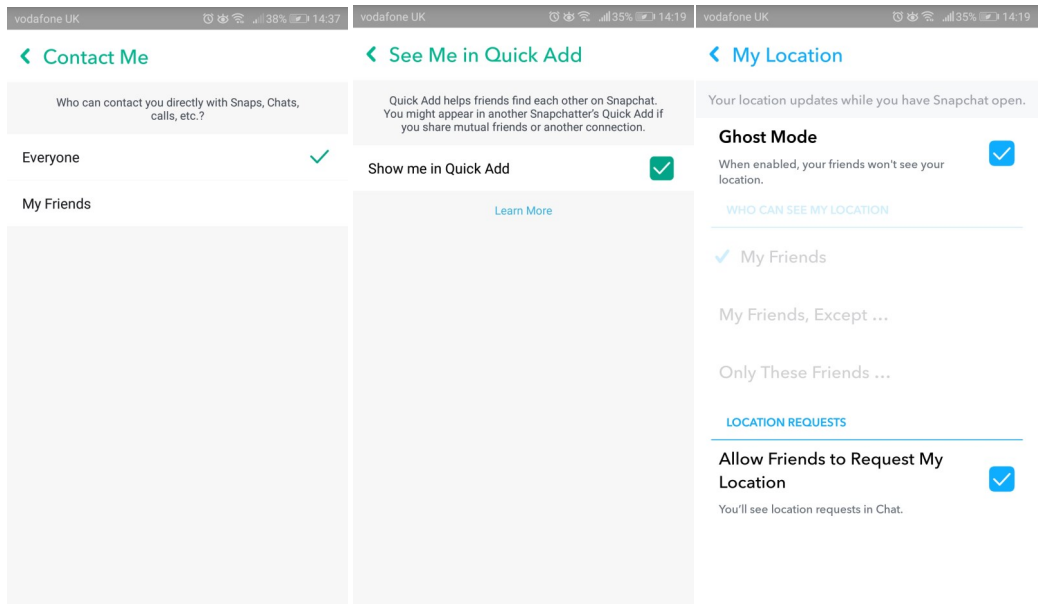 vodafone UK 38% 14:37
Contact Me
Who can contact you directly with Snaps, Chats,
calls, etc.?
Everyone
My Friends
vodafone UK 35% 14:19
See Me in Quick Add
Quick Add helps friends find each other on Snapchat.
You might appear in another Snapchatter's Quick Add if
you share mutual friends or another connection.
Show me in Quick Add
Learn More
vodafone UK 35% 14:19
My Location
Your location updates while you have Snapchat open.
Ghost Mode
When enabled, your friends won't see your
location.
WHO CAN SEE MY LOCATION
My Friends
My Friends, Except ...
Only These Friends ...
LOCATION REQUESTS
Allow Friends to Request My
Location
You'll see location requests in Chat.